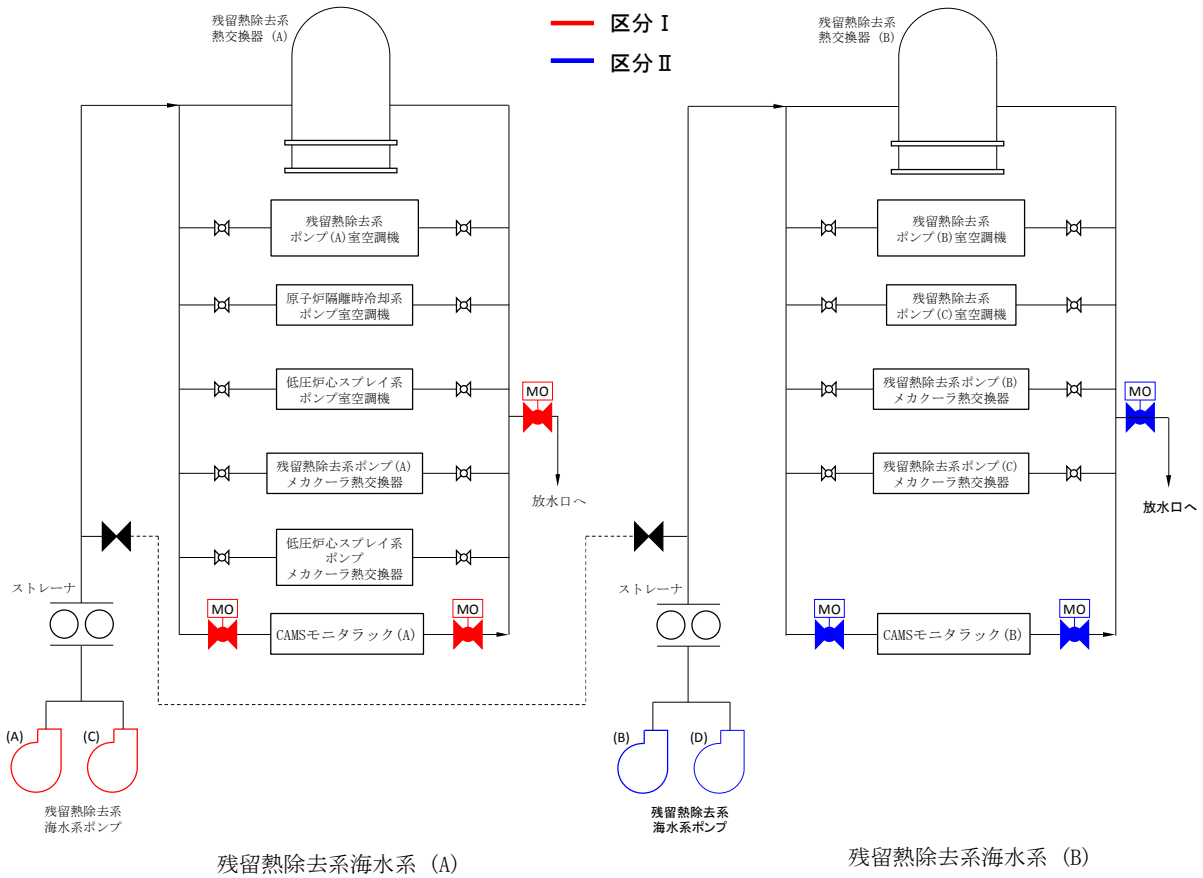 残留熱除去系
熱交換器 (A)
区分Ⅰ
区分Ⅱ
残留熱除去系
熱交換器 (B)
残留熱除去系
ポンプ(A)室空調機
原子炉隔離時冷却系
ポンプ室空調機
低圧炉心スプレイ系
ポンプ室空調機
MO
残留熱除去系ポンプ(A)
メカクーラ熱交換器
放水口へ
低圧炉心スプレイ系
ポンプ
メカクーラ熱交換器
ストレーナ
MO
MO
CAMSモニタラック(A)
(A)
(C)
残留熱除去系
海水系ポンプ
残留熱除去系海水系 (A)
残留熱除去系
ポンプ(B)室空調機
残留熱除去系
ポンプ(C)室空調機
残留熱除去系ポンプ(B)
メカクーラ熱交換器
MO
残留熱除去系ポンプ(C)
メカクーラ熱交換器
放水口へ
ストレーナ
MO
MO
CAMSモニタラック(B)
(B)
(D)
残留熱除去系
海水系ポンプ
残留熱除去系海水系 (B)